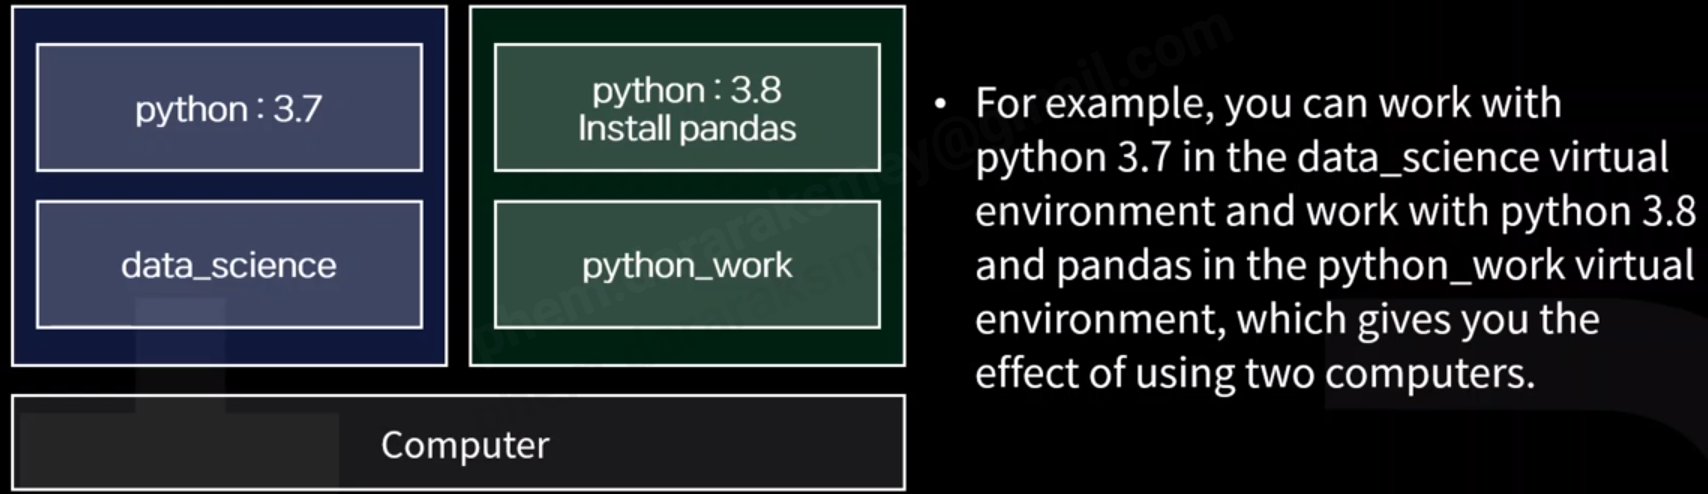 python : 3.7
data_science
python : 3.8
Install pandas
python_work
Computer
• For example, you can work with
python 3.7 in the data_science virtual
environment and work with python 3.8
and pandas in the python_work virtual
environment, which gives you the
effect of using two computers.